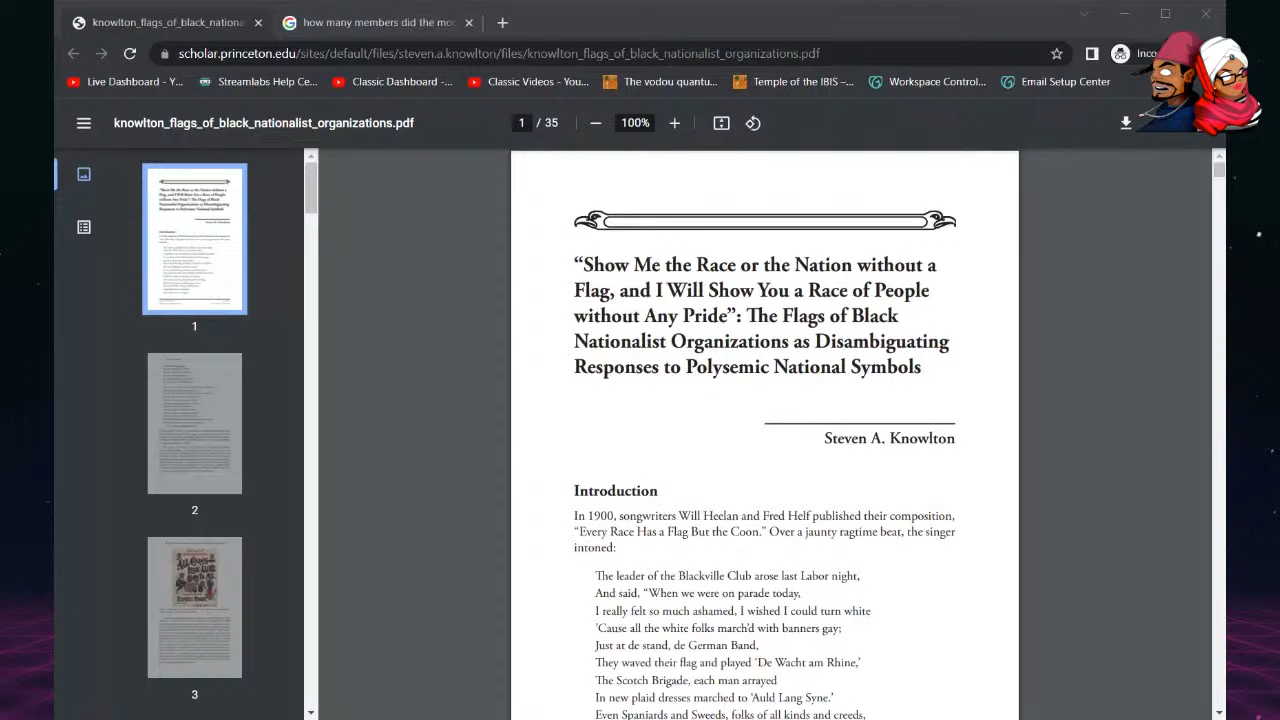 knowlton_flags_of_black_nationa
how many members did the moo
scholar.princeton.edu/sites/default/files/steven.a.knowlton/files/knowlton_flags_of_black_nationalist_organizations.pdf
Live Dashboard - Y...
Streamlabs Help Ce...
Classic Dashboard -...
Classic Videos - You...
The vodou quantu...
Temple of the IBIS –...
Workspace Control...
Email Setup Center
knowlton_flags_of_black_nationalist_organizations.pdf
1 / 35
100%
1
2
3
“Show Me the Race or the Nation without a
Flag, and I Will Show You a Race of People
without Any Pride”: The Flags of Black
Nationalist Organizations as Disambiguating
Responses to Polysemic National Symbols
Steven A. Knowlton
Introduction
In 1900, songwriters Will Heelan and Fred Helf published their composition,
“Every Race Has a Flag But the Coon.” Over a jaunty ragtime beat, the singer
intoned:
The leader of the Blackville Club arose last Labor night,
And said, “When we were on parade today,
I really felt so much ashamed, I wished I could turn white
‘Cause all the white folks march’d with banners gay;
Just at de stand, de German Band,
They waved their flag and played ‘De Wacht am Rhine,’
The Scotch Brigade, each man arrayed
In new plaid dresses marched to ‘Auld Lang Syne.’
Even Spaniards and Sweeds, folks of all kinds and creeds,